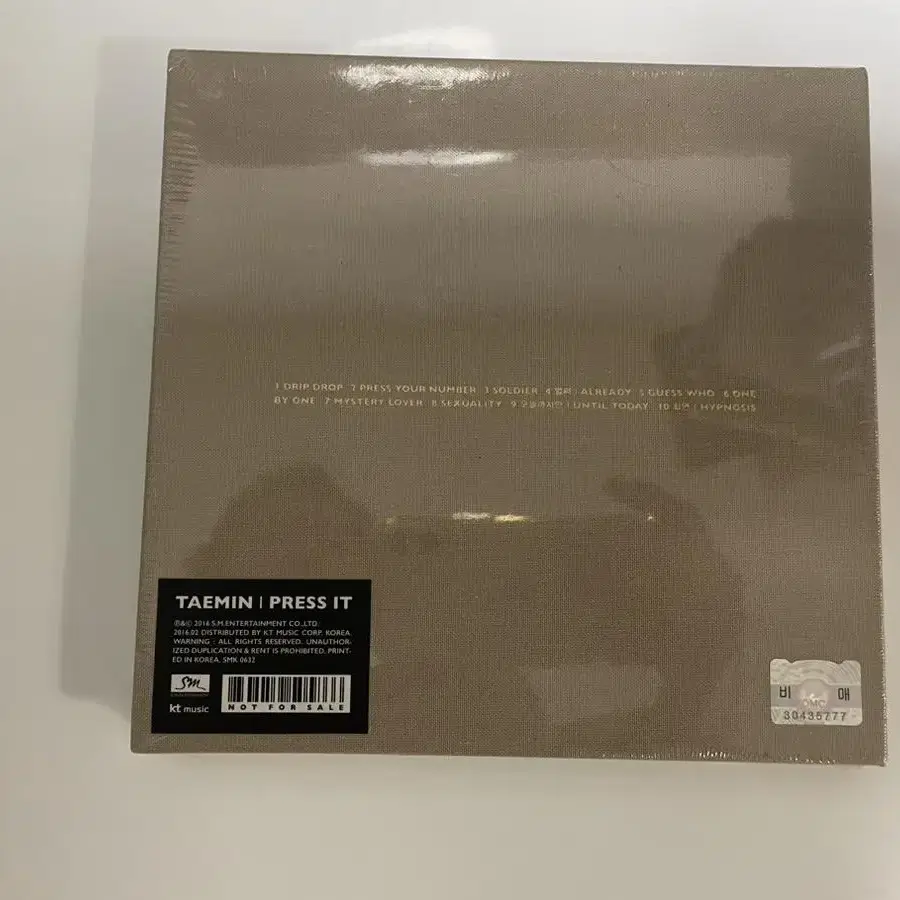 1 DRIP DROP 2 PRESS YOUR NUMBER 3 SOLDIER 4 벌써 | ALREADY 5 GUESS WHO 6 ONE
BY ONE 7 MYSTERY LOVER 8 SEXUALITY 9 오늘까지만 | UNTIL TODAY 10 최면 | HYPNOSIS
TAEMIN | PRESS IT
℗&© 2016 S.M.ENTERTAINMENT CO.,LTD.
2016.02 DISTRIBUTED BY KT MUSIC CORP. KOREA.
WARNING : ALL RIGHTS RESERVED. UNAUTHOR-
IZED DUPLICATION & RENT IS PROHIBITED. PRINT-
ED IN KOREA. SMK 0632
SM
kt music
NOT FOR SALE
비 매
30435777